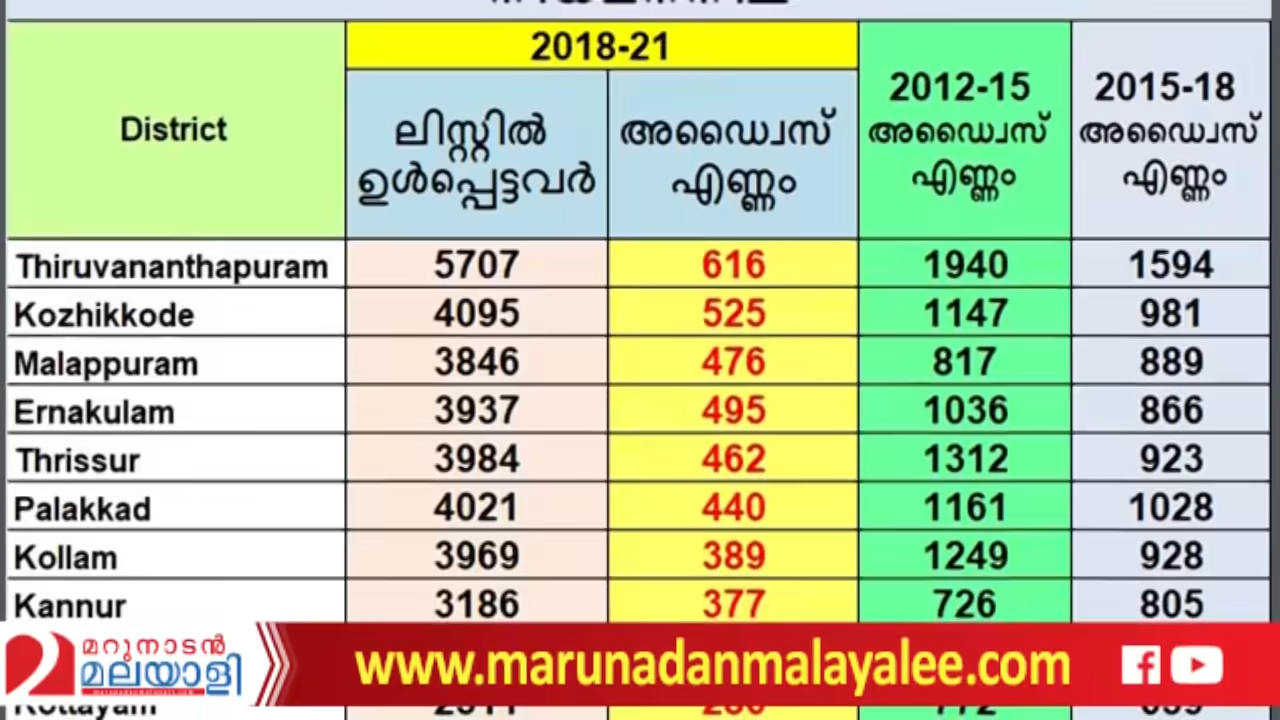 2018-21
District
ലിസ്റ്റിൽ
ഉൾപ്പെട്ടവർ
അഡ്വൈസ്
എണ്ണം
2012-15
അഡ്വൈസ്
എണ്ണം
2015-18
അഡ്വൈസ്
എണ്ണം
Thiruvananthapuram 5707 616 1940 1594
Kozhikkode 4095 525 1147 981
Malappuram 3846 476 817 889
Ernakulam 3937 495 1036 866
Thrissur 3984 462 1312 923
Palakkad 4021 440 1161 1028
Kollam 3969 389 1249 928
Kannur 3186 377 726 805
മറുനാടൻ
മലയാളി
www.marunadanmalayalee.com
Kottayam